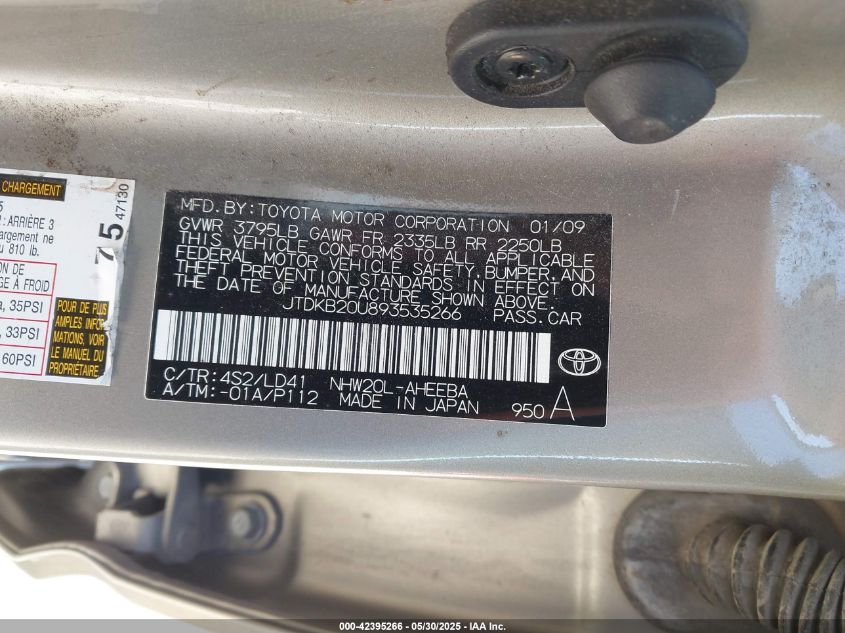 CHARGEMENT
5
: ARRIÈRE 3
hargement ne
u 810 lb.
75
47130
ION DE
GE À FROID
a, 35PSI
, 33PSI
60PSI
POUR DE PLUS
AMPLES INFOR-
MATIONS, VOIR
LE MANUEL DU
PROPRIÉTAIRE
MFD. BY: TOYOTA MOTOR CORPORATION 01/09
GVWR 3795LB GAWR FR 2335LB RR 2250LB
THIS VEHICLE CONFORMS TO ALL APPLICABLE
FEDERAL MOTOR VEHICLE SAFETY, BUMPER, AND
THEFT PREVENTION STANDARDS IN EFFECT ON
THE DATE OF MANUFACTURE SHOWN ABOVE.
JTDKB20U893535266 PASS. CAR
C/TR: 4S2/LD41 NHW20L-AHEEBA
A/TM: -01A/P112 MADE IN JAPAN 950 A
000-42395266 - 05/30/2025 - IAA Inc.